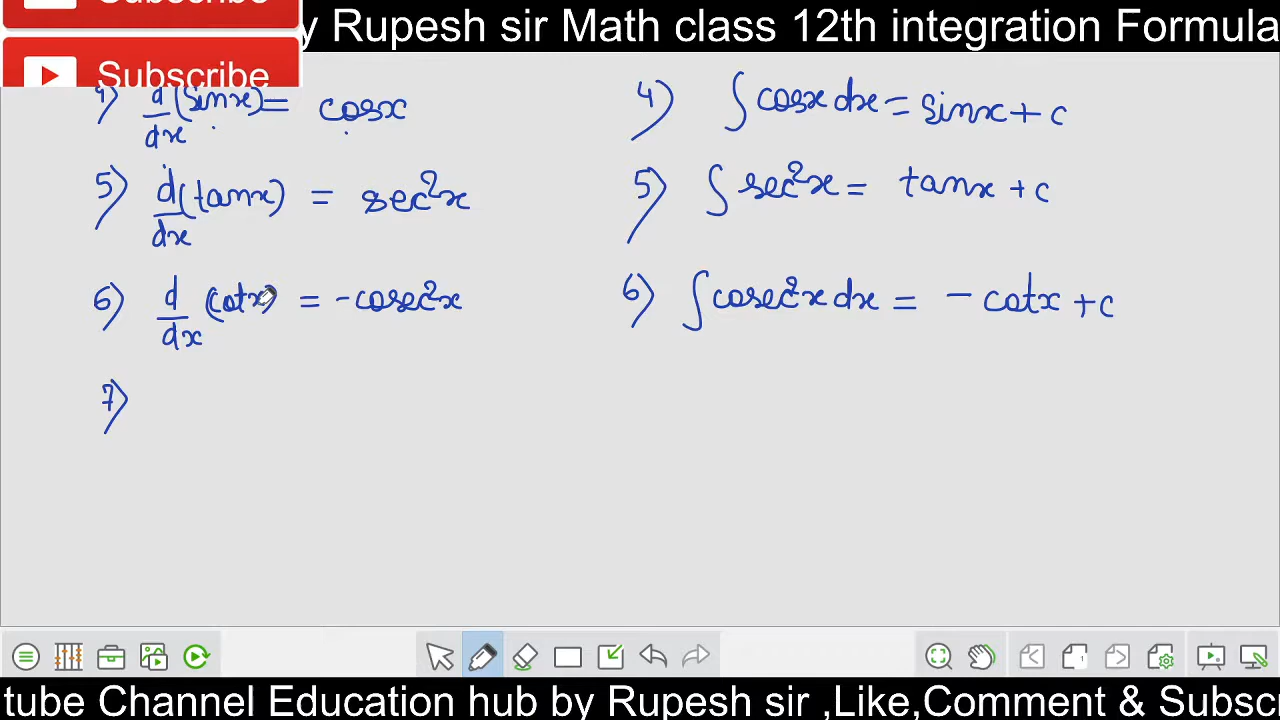 Subscribe
y Rupesh sir Math class 12th integration Formula
Subscribe
4) d/dx (sinx) = cosx
4) ∫ cosx dx = sinx + c
5) d/dx (tanx) = sec²x
5) ∫ sec²x = tanx + c
6) d/dx (cotx) = -cosec²x
6) ∫ cosec²x dx = - cotx + c
7)
tube Channel Education hub by Rupesh sir ,Like,Comment & Subsc